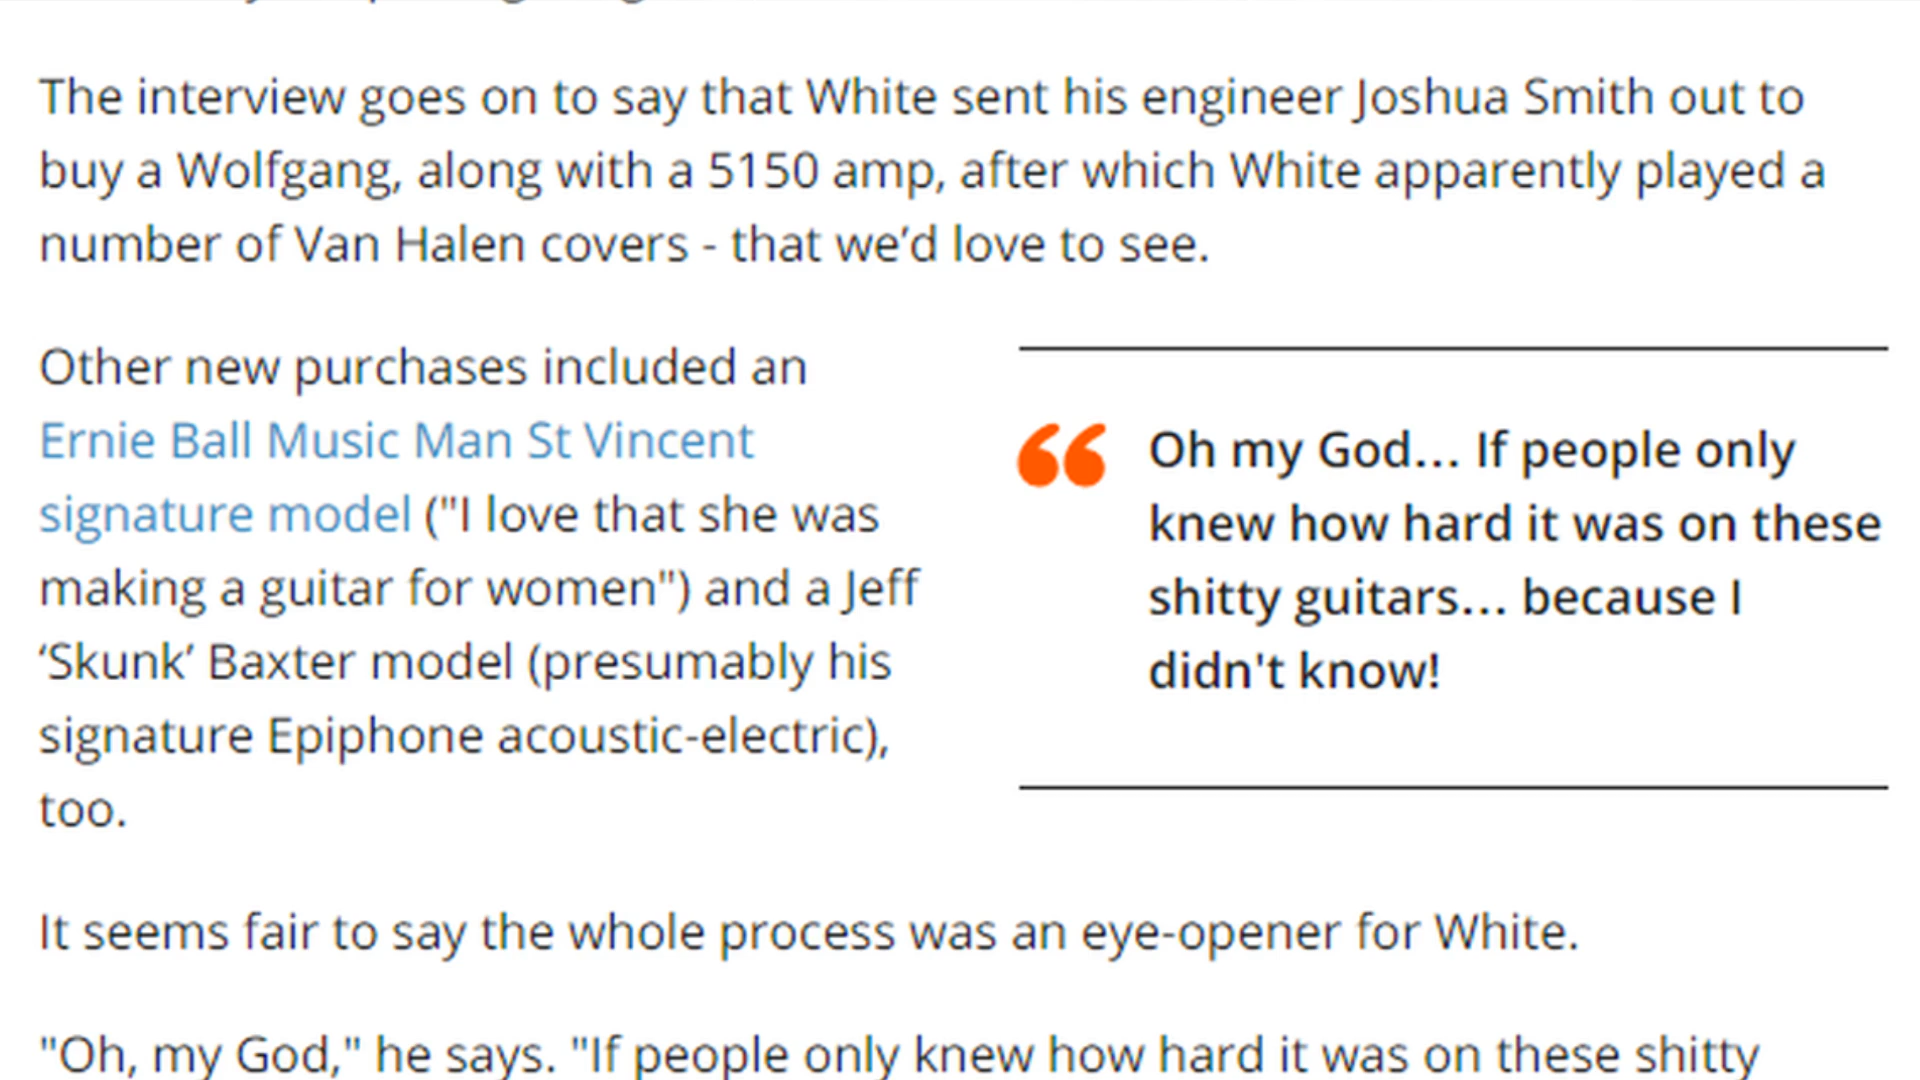 The interview goes on to say that White sent his engineer Joshua Smith out to
buy a Wolfgang, along with a 5150 amp, after which White apparently played a
number of Van Halen covers - that we’d love to see.
Other new purchases included an
Ernie Ball Music Man St Vincent
signature model ("I love that she was
making a guitar for women") and a Jeff
‘Skunk’ Baxter model (presumably his
signature Epiphone acoustic-electric),
too.
“ Oh my God... If people only
knew how hard it was on these
shitty guitars... because I
didn't know!
It seems fair to say the whole process was an eye-opener for White.
"Oh, my God," he says. "If people only knew how hard it was on these shitty